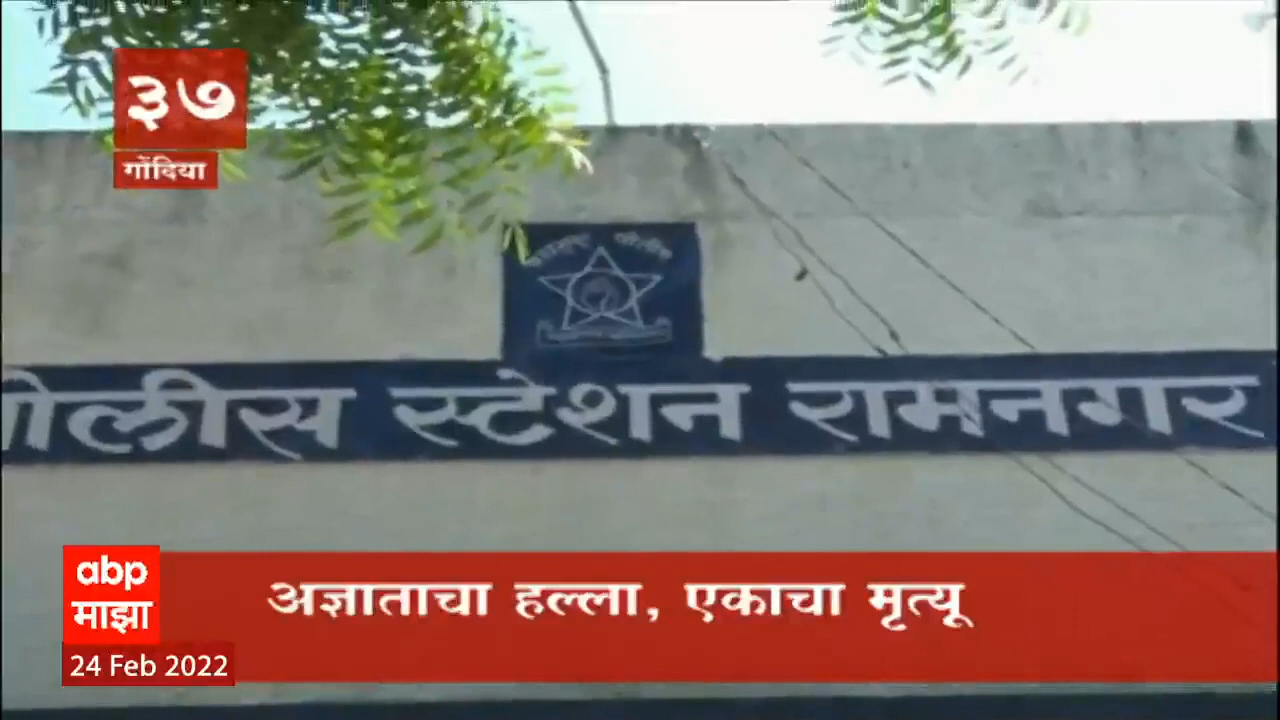 ३७
गोंदिया
पोलीस स्टेशन रामनगर
अज्ञाताचा हल्ला, एकाचा मृत्यू
abp
माझा
24 Feb 2022